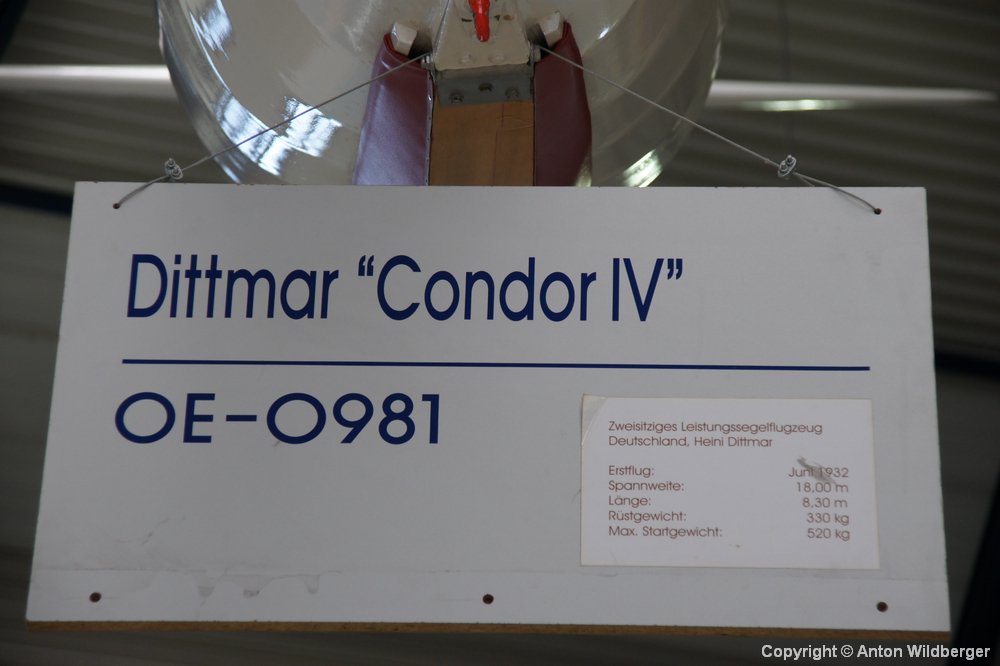 Dittmar “Condor IV”
OE-0981
Zweisitziges Leistungssegelflugzeug
Deutschland, Heini Dittmar
Erstflug: Juni 1932
Spannweite: 18,00 m
Länge: 8,30 m
Rüstgewicht: 330 kg
Max. Startgewicht: 520 kg
Copyright © Anton Wildberger